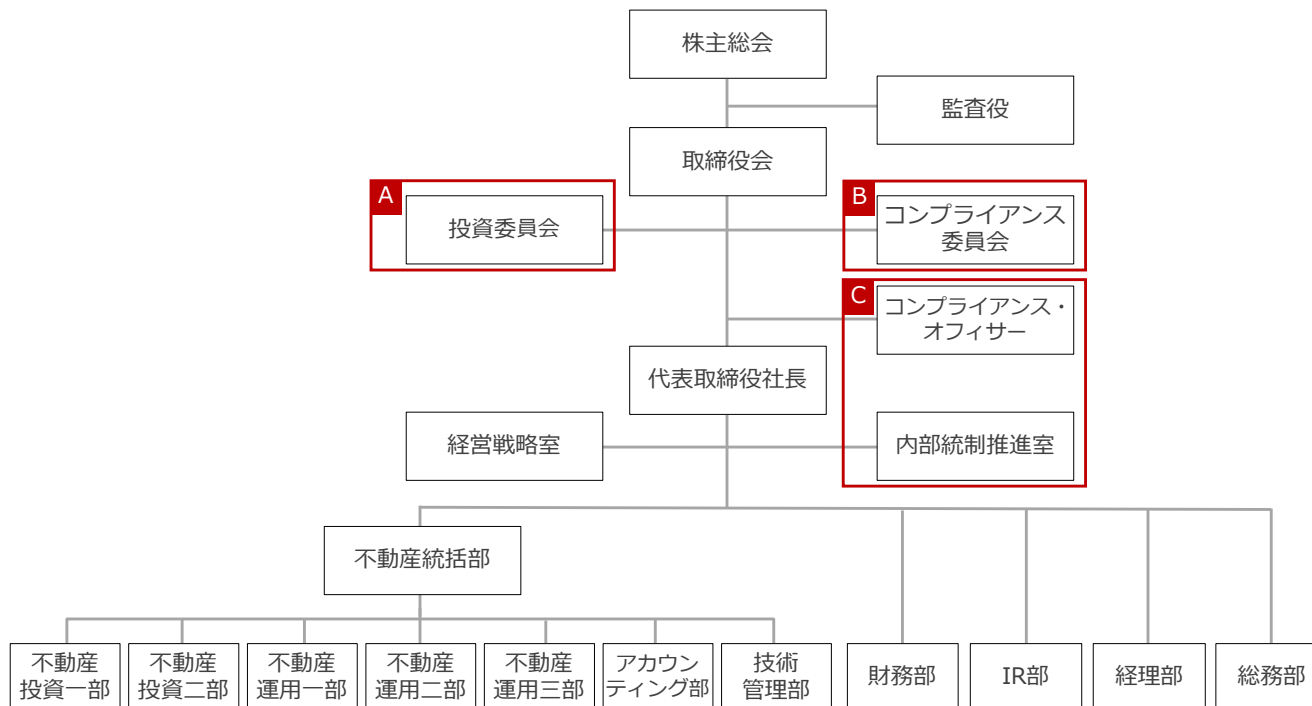 株主総会
監査役
取締役会
A
投資委員会
B
コンプライアンス
委員会
C
コンプライアンス・
オフィサー
代表取締役社長
経営戦略室
内部統制推進室
不動産統括部
不動産
投資一部
不動産
投資二部
不動産
運用一部
不動産
運用二部
不動産
運用三部
アカウン
ティング部
技術
管理部
財務部
IR部
経理部
総務部